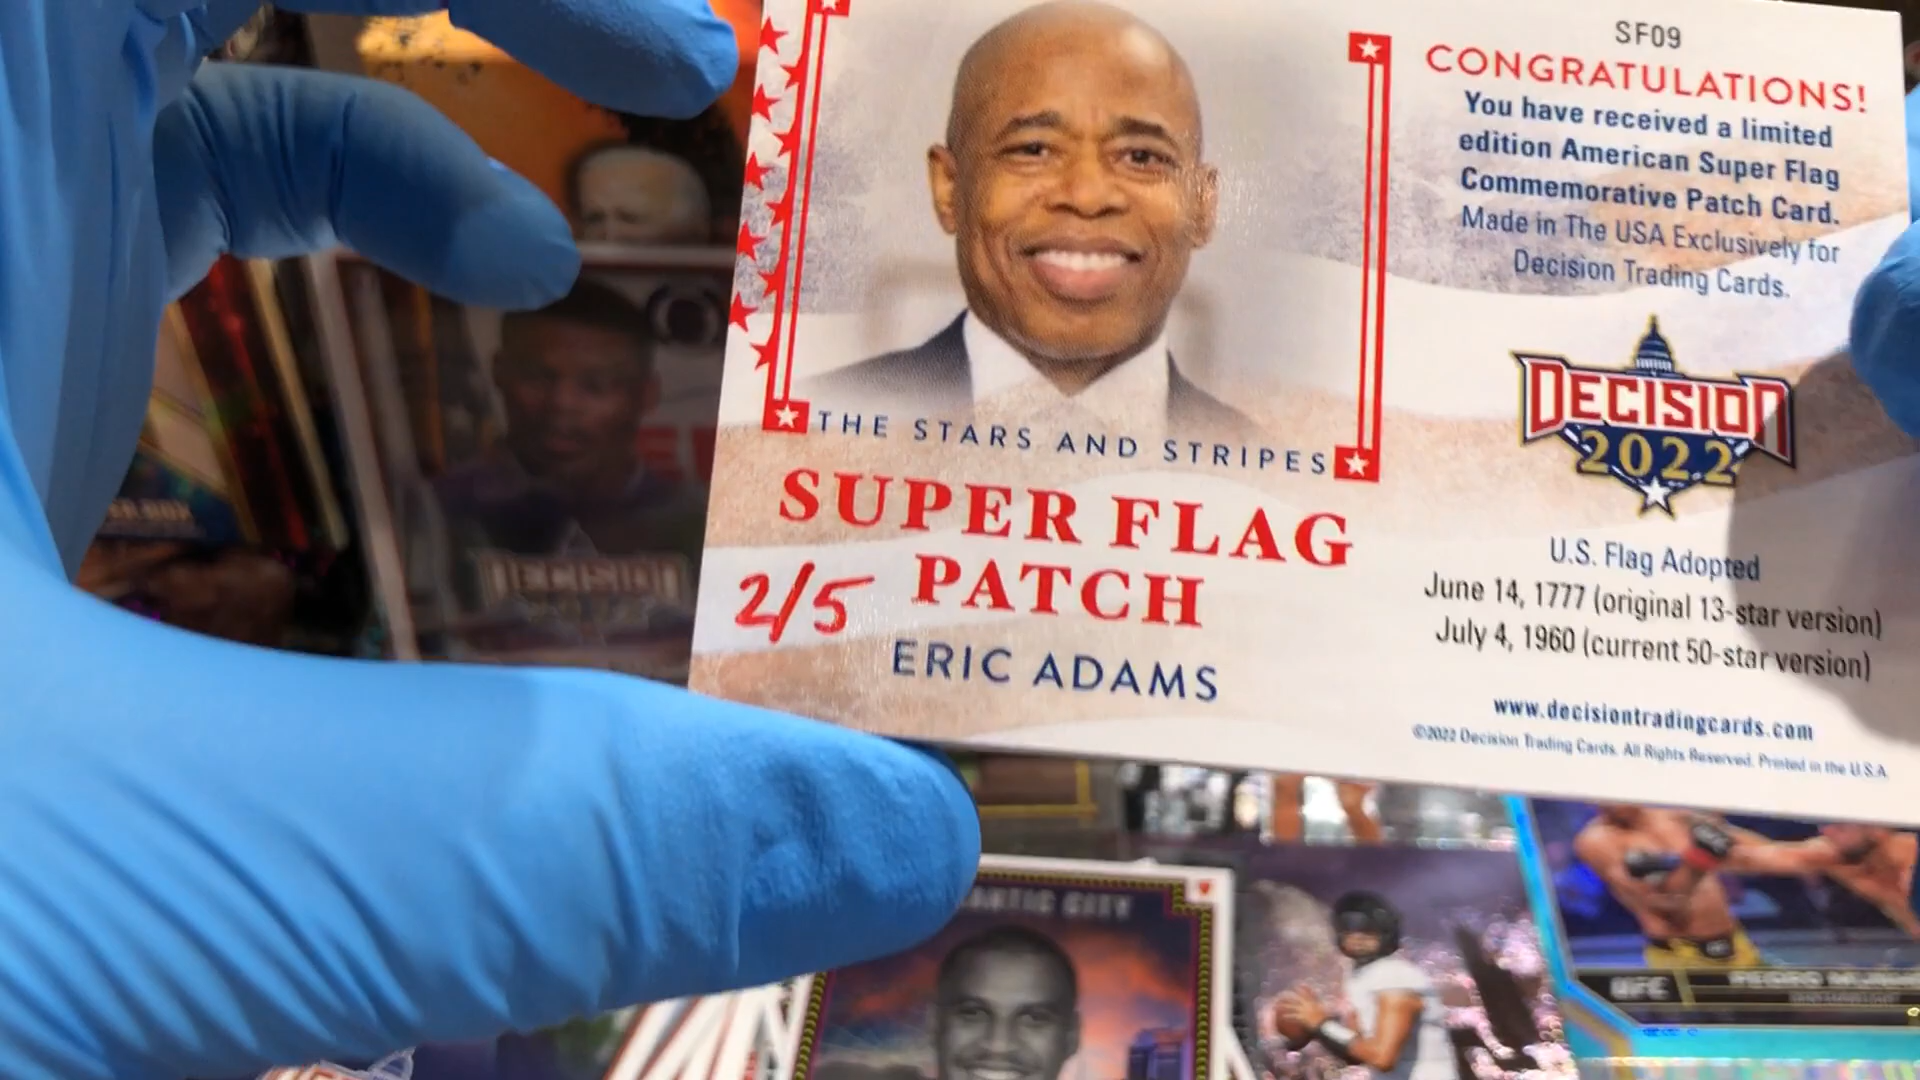 SF09
CONGRATULATIONS!
You have received a limited
edition American Super Flag
Commemorative Patch Card.
Made in The USA Exclusively for
Decision Trading Cards.
DECISION
2022
U.S. Flag Adopted
June 14, 1777 (original 13-star version)
July 4, 1960 (current 50-star version)
www.decisiontradingcards.com
©2022 Decision Trading Cards. All Rights Reserved. Printed in the U.S.A.
THE STARS AND STRIPES
SUPER FLAG
PATCH
2/5
ERIC ADAMS
DECISION
CITY
UFC
PEDRO